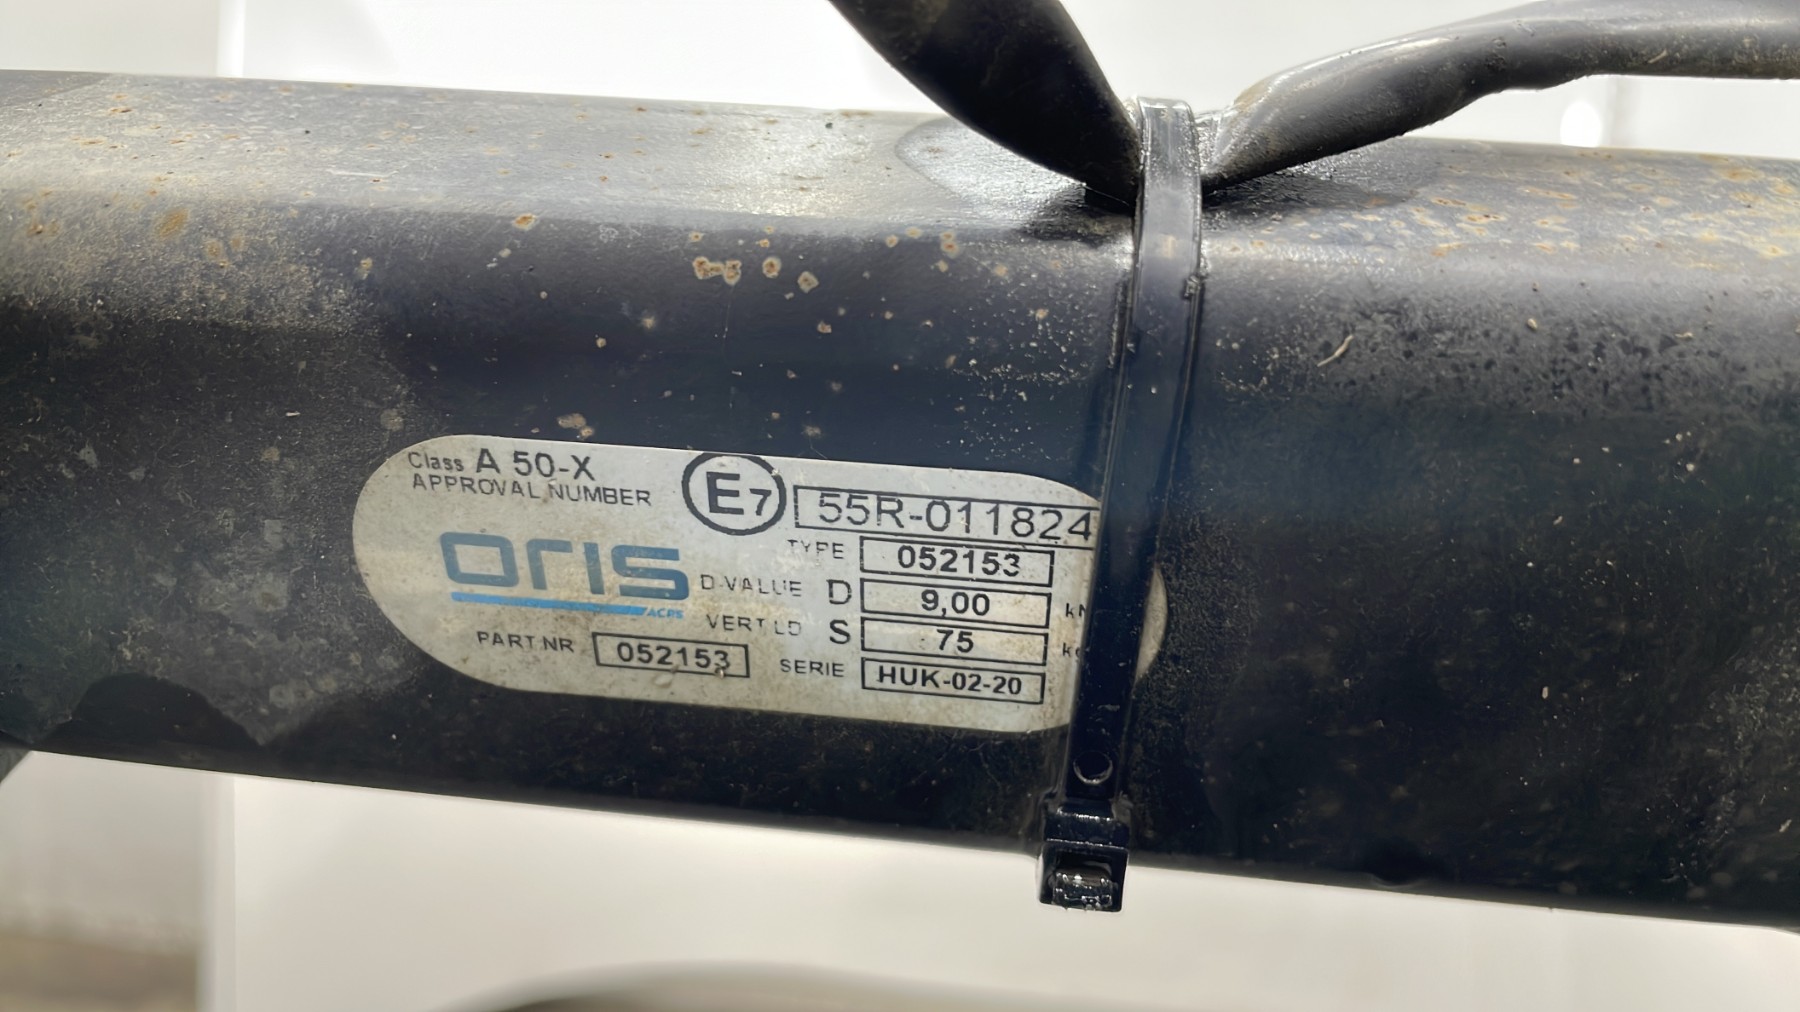 Class A 50-X
APPROVAL NUMBER
E7 55R-011824
oris
ACPS
TYPE 052153
D-VALUE D 9,00
VERT LD S 75
PART NR 052153
SERIE HUK-02-20